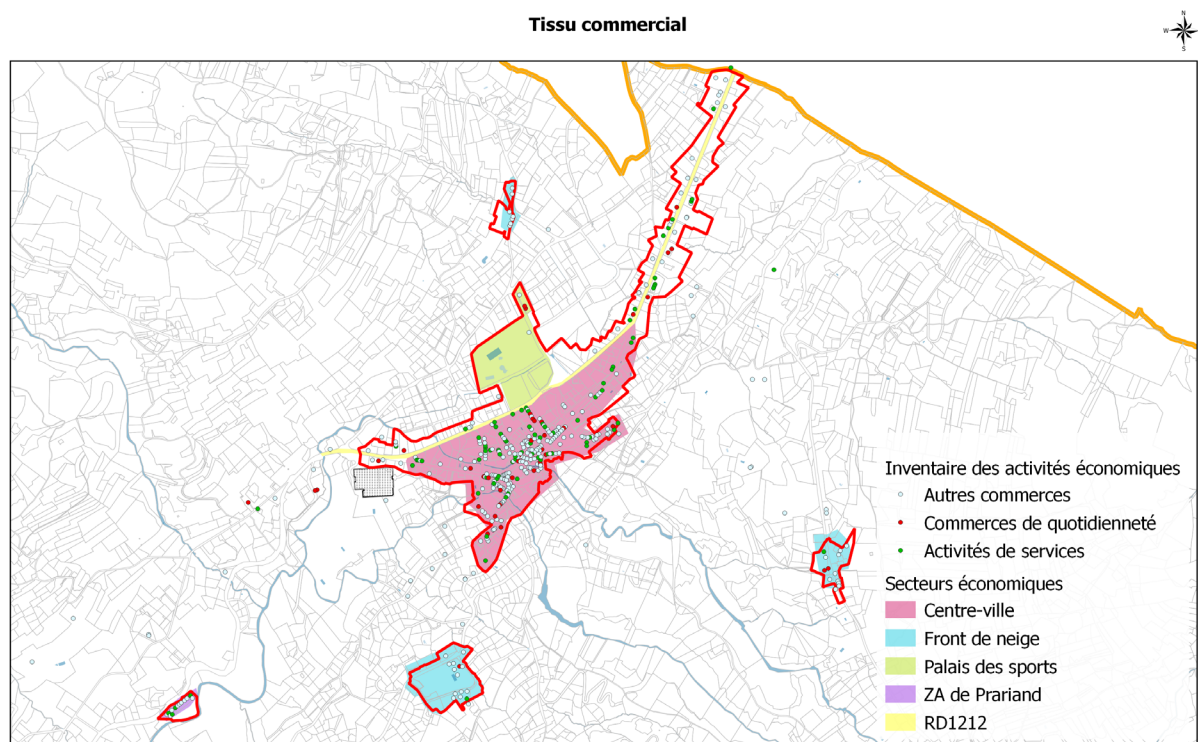 Tissu commercial
N
W
S
Inventaire des activités économiques
Autres commerces
Commerces de quotidienneté
Activités de services
Secteurs économiques
Centre-ville
Front de neige
Palais des sports
ZA de Prariand
RD1212